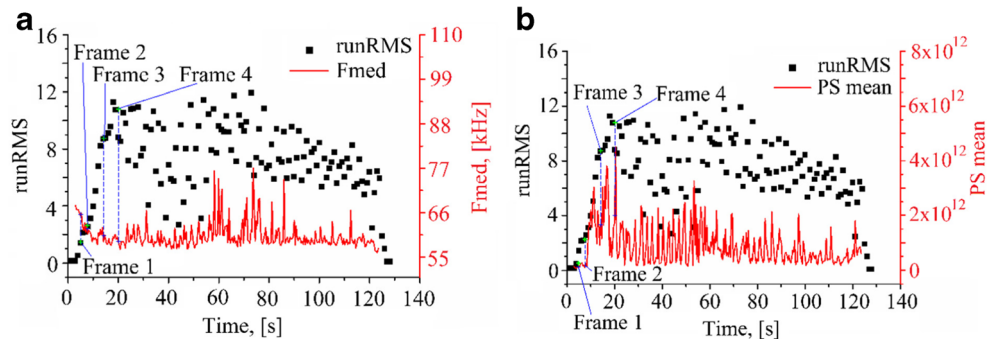 a
16
12
8
4
0
runRMS
0 20 40 60 80 100 120 140
Time, [s]
110
99
88
77
66
55
Fmed, [kHz]
runRMS
Fmed
Frame 2
Frame 3
Frame 4
Frame 1
b
16
12
8
4
0
runRMS
0 20 40 60 80 100 120 140
Time, [s]
8x10¹²
6x10¹²
4x10¹²
2x10¹²
0
PS mean
runRMS
PS mean
Frame 3
Frame 4
Frame 2
Frame 1